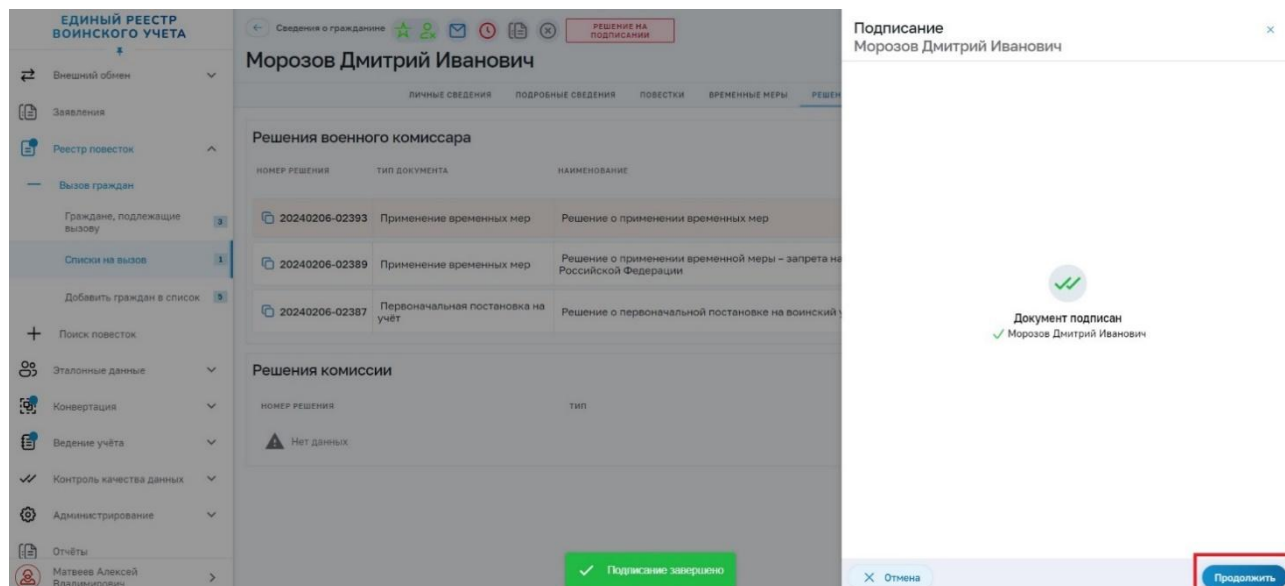 ЕДИНЫЙ РЕЕСТР
ВОИНСКОГО УЧЕТА
Внешний обмен
Заявления
Реестр повесток
Вызов граждан
Граждане, подлежащие
вызову
3
Списки на вызов
1
Добавить граждан в список
5
Поиск повесток
Эталонные данные
Конвертация
Ведение учёта
Контроль качества данных
Администрирование
Отчёты
Матвеев Алексей
Владимирович
Сведения о гражданине
РЕШЕНИЕ НА
ПОДПИСАНИИ
Морозов Дмитрий Иванович
ЛИЧНЫЕ СВЕДЕНИЯ ПОДРОБНЫЕ СВЕДЕНИЯ ПОВЕСТКИ ВРЕМЕННЫЕ МЕРЫ РЕШЕН
Решения военного комиссара
НОМЕР РЕШЕНИЯ ТИП ДОКУМЕНТА НАИМЕНОВАНИЕ
20240206-02393 Применение временных мер Решение о применении временных мер
20240206-02389 Применение временных мер Решение о применении временной меры – запрета на
Российской Федерации
20240206-02387 Первоначальная постановка на
учёт
Решение о первоначальной постановке на воинский
Решения комиссии
НОМЕР РЕШЕНИЯ ТИП
Нет данных
Подписание завершено
Подписание
Морозов Дмитрий Иванович
Документ подписан
Морозов Дмитрий Иванович
Отмена
Продолжить